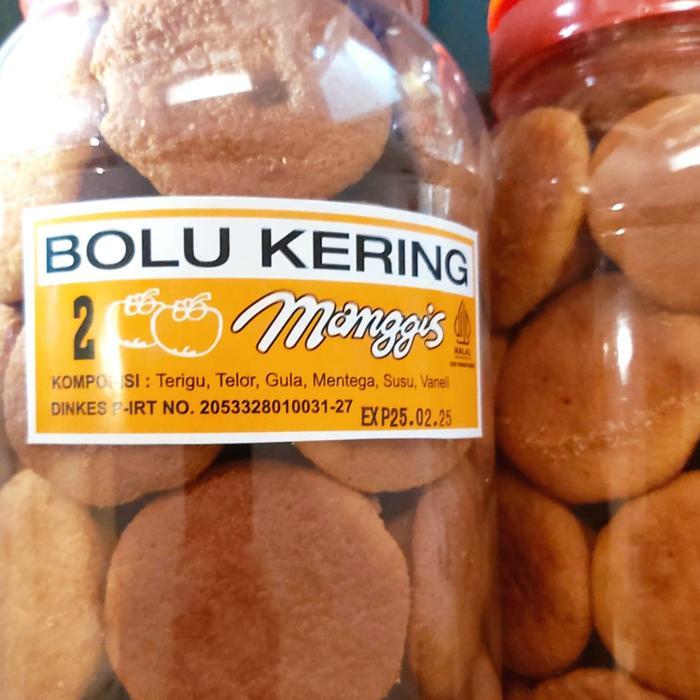 BOLU KERING
2 Manggis
HALAL
KOMPOSISI : Terigu, Telor, Gula, Mentega, Susu, Vaneli
DINKES P-IRT NO. 2053328010031-27 EXP25.02.25